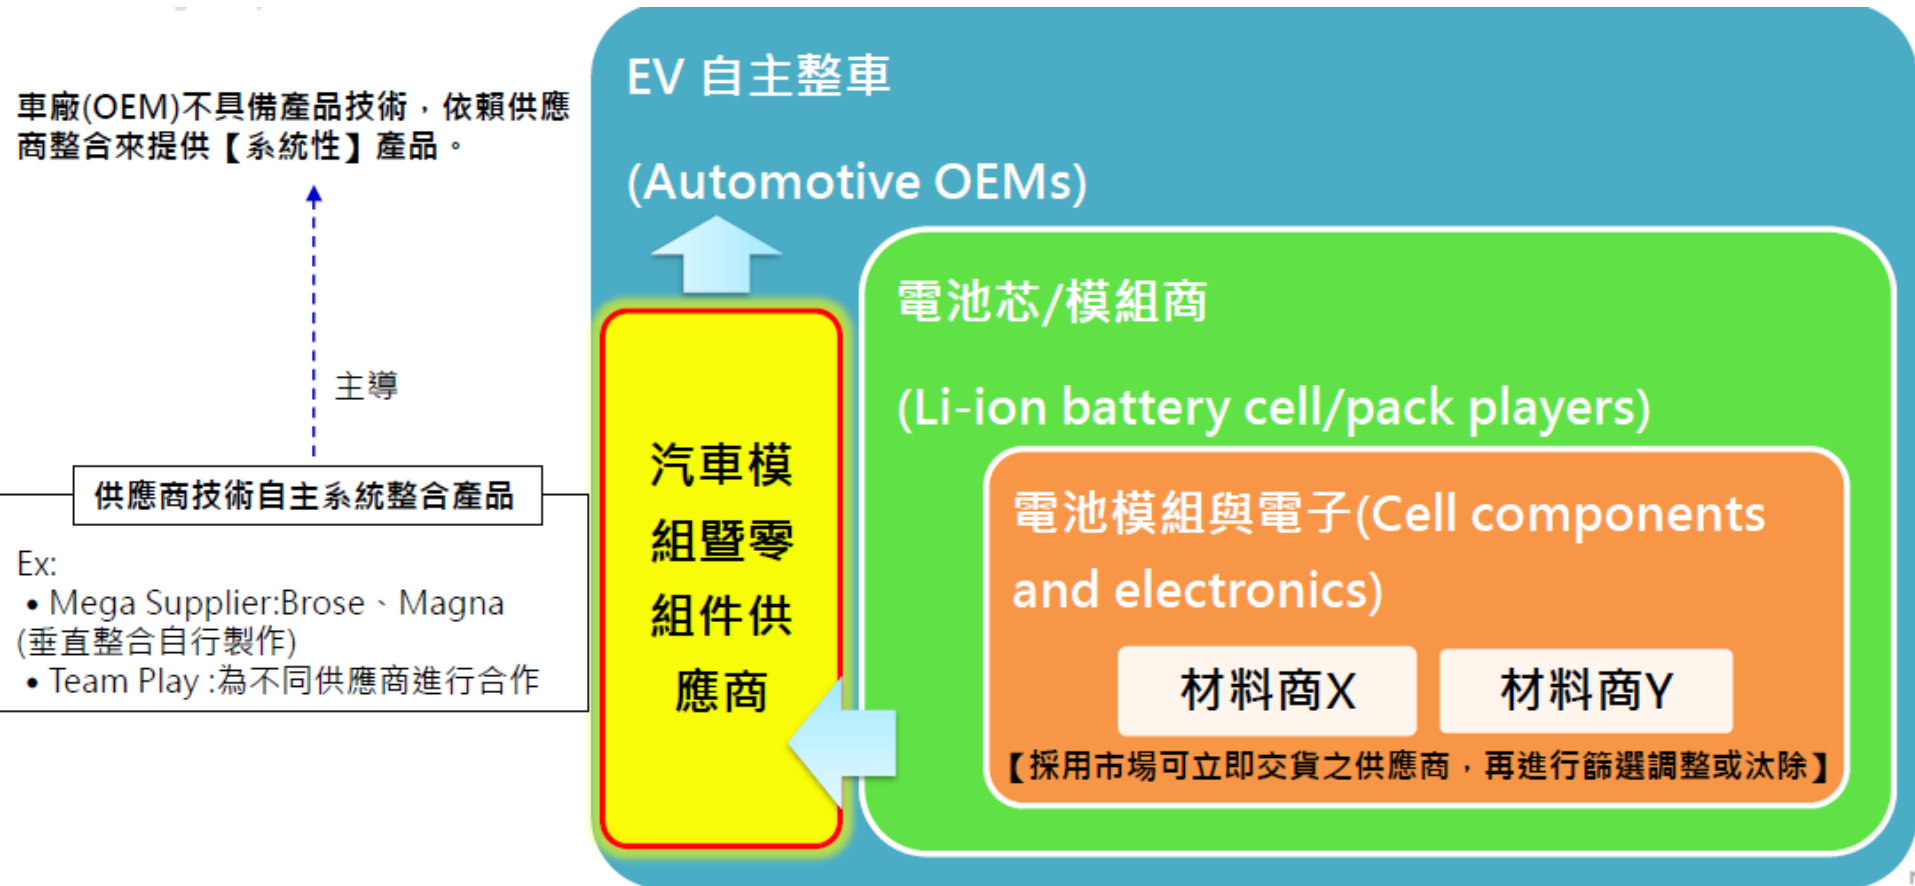 車廠(OEM)不具備產品技術，依賴供應
商整合來提供【系統性】產品。
主導
供應商技術自主系統整合產品
Ex:
• Mega Supplier:Brose、Magna
(垂直整合自行製作)
• Team Play :為不同供應商進行合作
EV 自主整車
(Automotive OEMs)
汽車模
組暨零
組件供
應商
電池芯/模組商
(Li-ion battery cell/pack players)
電池模組與電子(Cell components
and electronics)
材料商X
材料商Y
【採用市場可立即交貨之供應商，再進行篩選調整或汰除】